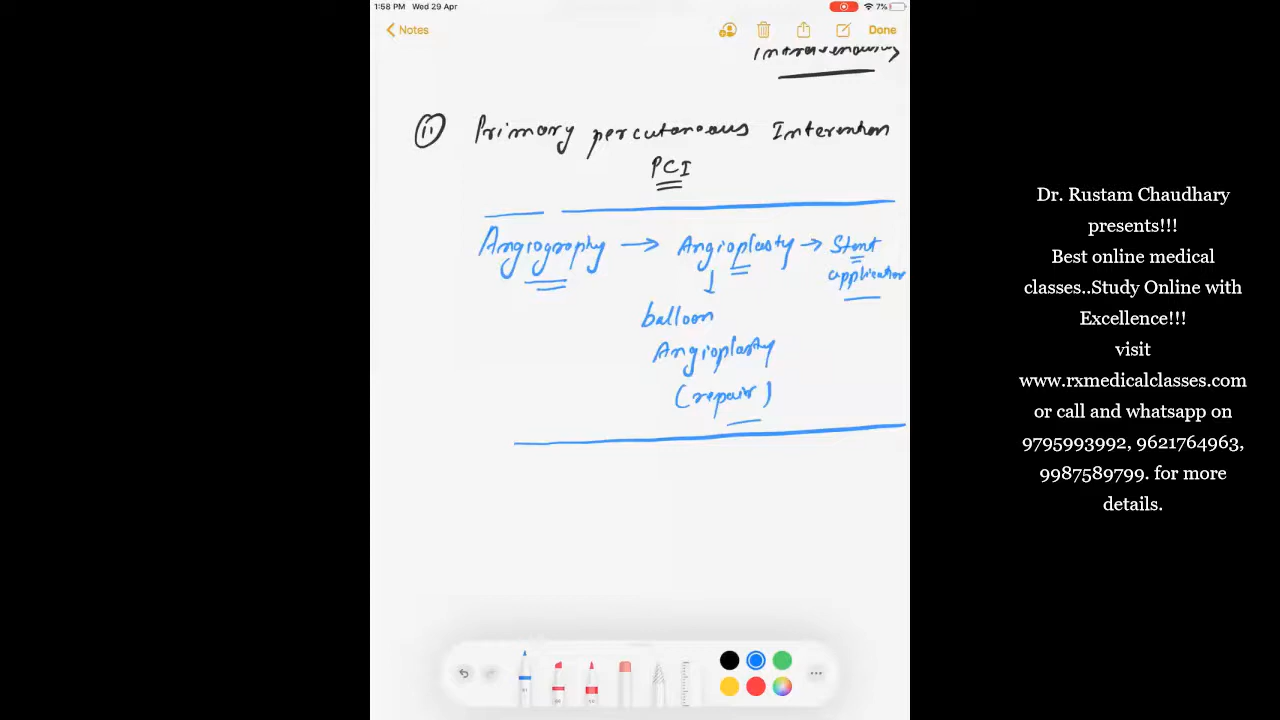 1:58 PM Wed 29 Apr
7%
Notes
Done
(11) Primary percutaneous Intervention
PCI
Angiography → Angioplasty → Stent
application
↓
balloon
Angioplasty
(repair)
Dr. Rustam Chaudhary
presents!!!
Best online medical
classes..Study Online with
Excellence!!!
visit
www.rxmedicalclasses.com
or call and whatsapp on
9795993992, 9621764963,
9987589799. for more
details.